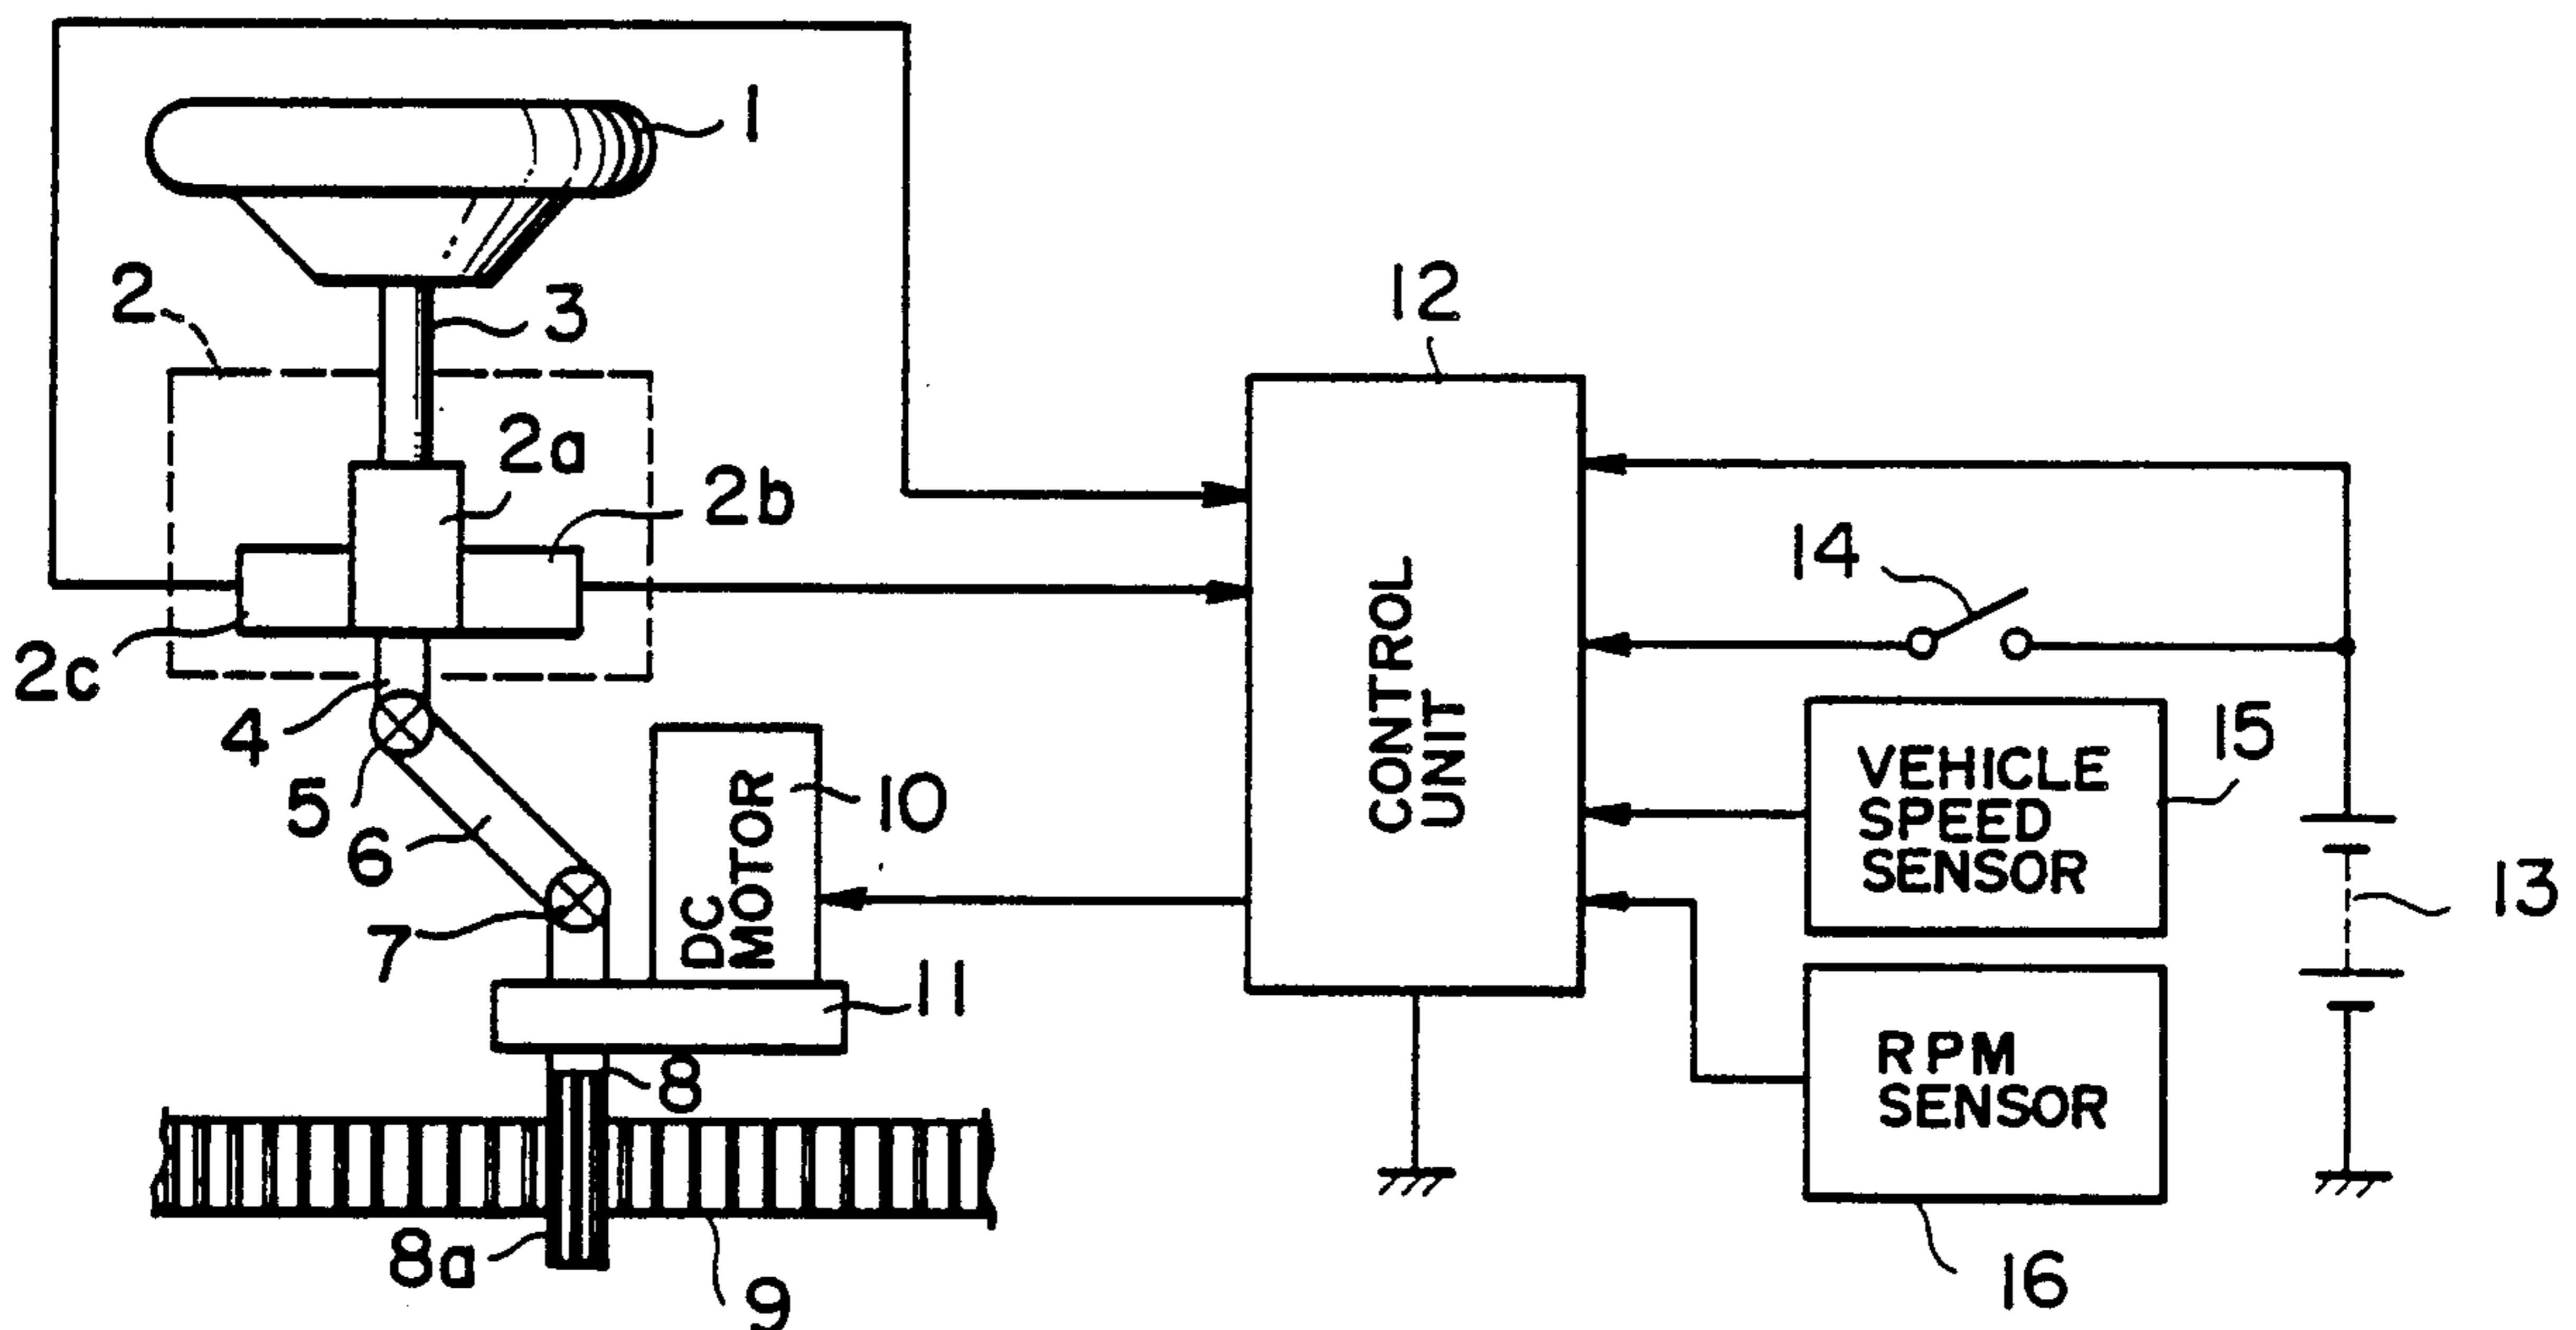 1
2
3
12
2a
2b
14
CONTROL
UNIT
2c
4
15
VEHICLE
SPEED
SENSOR
5
10
DC
MOTOR
6
13
7
11
8
RPM
SENSOR
8a
9
16